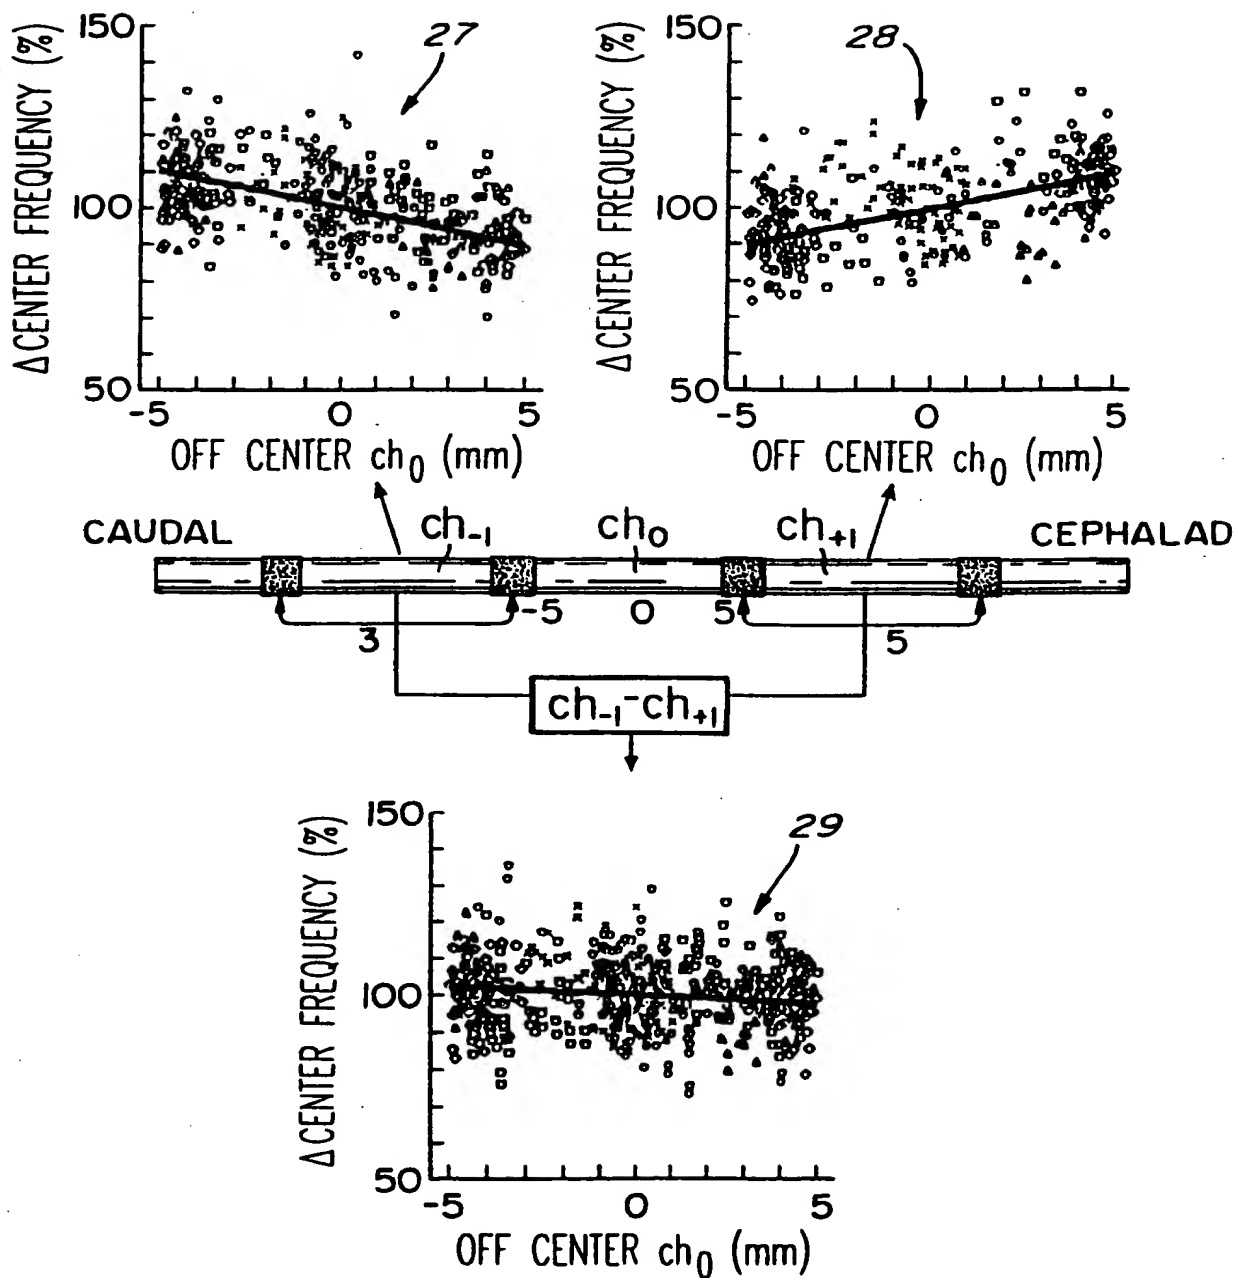 150
100
50
ΔCENTER FREQUENCY (%)
27
-5 0 5
OFF CENTER ch₀ (mm)
150
100
50
ΔCENTER FREQUENCY (%)
28
-5 0 5
OFF CENTER ch₀ (mm)
CAUDAL ch₋₁ ch₀ ch₊₁ CEPHALAD
-5 0 5
3 5
ch₋₁-ch₊₁
150
100
50
ΔCENTER FREQUENCY (%)
29
-5 0 5
OFF CENTER ch₀ (mm)